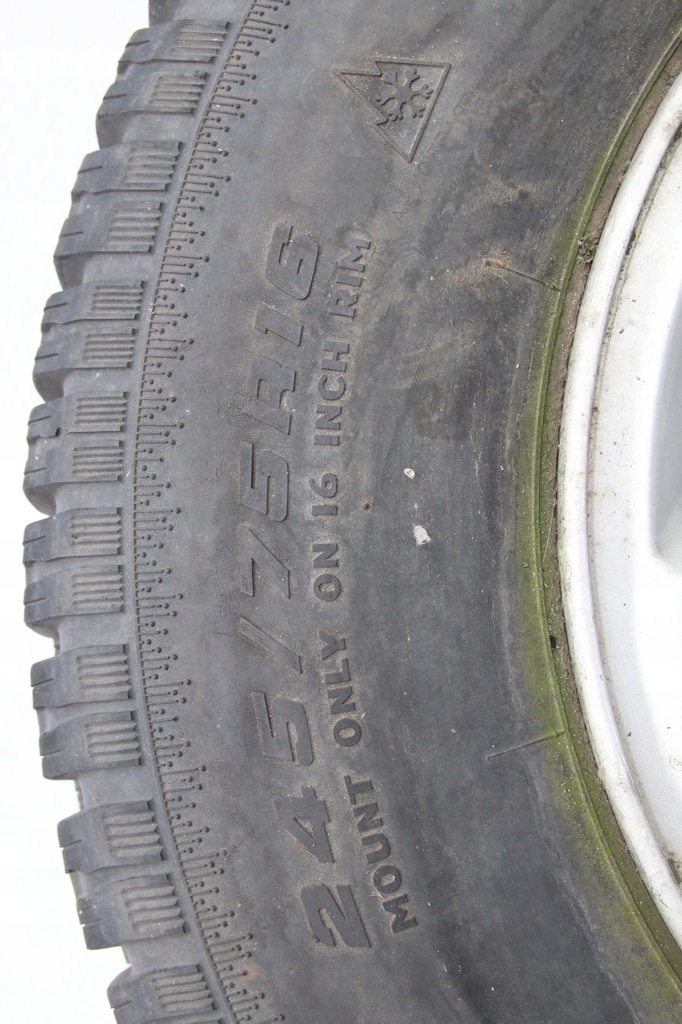 245/75R16
MOUNT ONLY ON 16 INCH RIM